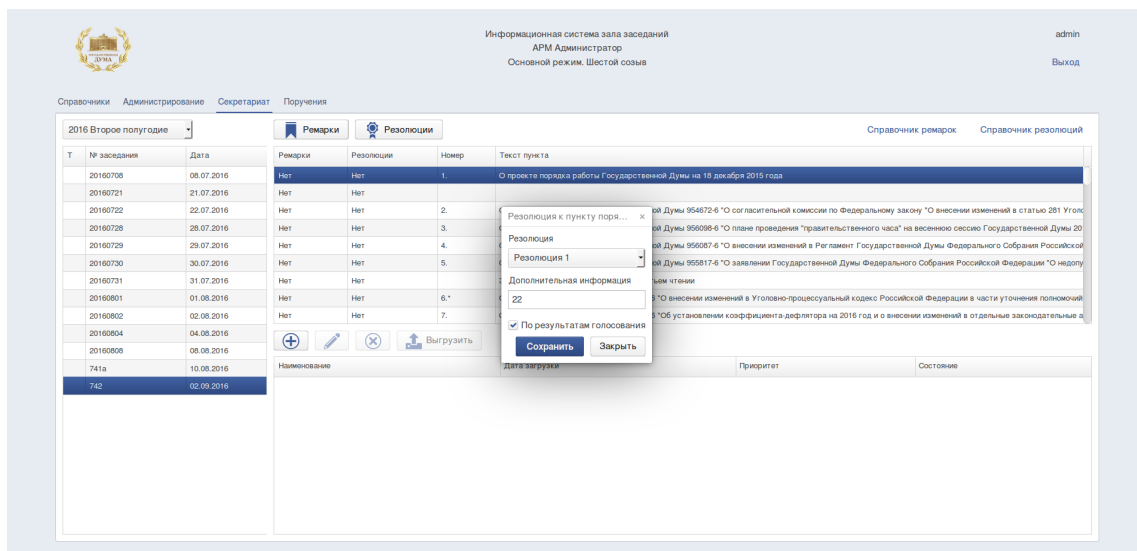 Информационная система зала заседаний
АРМ Администратор
Основной режим. Шестой созыв
admin
Выход
ДУМА
Справочники Администрирование Секретариат Поручения
2016 Второе полугодие
Ремарки Резолюции
Справочник ремарок Справочник резолюций
Т № заседания Дата
20160708 08.07.2016
20160721 21.07.2016
20160722 22.07.2016
20160728 28.07.2016
20160729 29.07.2016
20160730 30.07.2016
20160731 31.07.2016
20160801 01.08.2016
20160802 02.08.2016
20160804 04.08.2016
20160808 08.08.2016
741а 10.08.2016
742 02.09.2016
Ремарки Резолюции Номер Текст пункта
Нет Нет 1. О проекте порядка работы Государственной Думы на 18 декабря 2015 года
Нет Нет
Нет Нет 2. ой Думы 954672-6 "О согласительной комиссии по Федеральному закону "О внесении изменений в статью 281 Уголо
Нет Нет 3. ой Думы 956098-6 "О плане проведения "правительственного часа" на весеннюю сессию Государственной Думы 20
Нет Нет 4. ой Думы 956087-6 "О внесении изменений в Регламент Государственной Думы Федерального Собрания Российской
Нет Нет 5. ой Думы 955817-6 "О заявлении Государственной Думы Федерального Собрания Российской Федерации "О недопу
Нет Нет ьем чтении
Нет Нет 6.* 6 "О внесении изменений в Уголовно-процессуальный кодекс Российской Федерации в части уточнения полномочий
Нет Нет 7. 6 "Об установлении коэффициента-дефлятора на 2016 год и о внесении изменений в отдельные законодательные а
Резолюция к пункту поря... ×
Резолюция
Резолюция 1
Дополнительная информация
22
По результатам голосования
Сохранить Закрыть
Выгрузить
Наименование Дата загрузки Приоритет Состояние